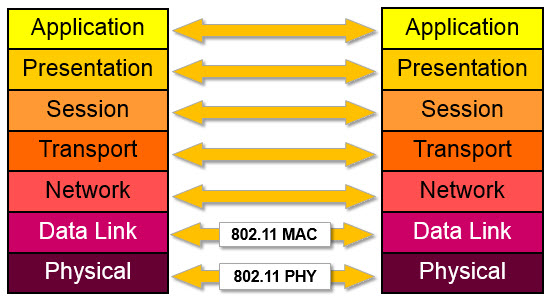 Application
Application
Presentation
Presentation
Session
Session
Transport
Transport
Network
Network
Data Link
802.11 MAC
Data Link
Physical
802.11 PHY
Physical